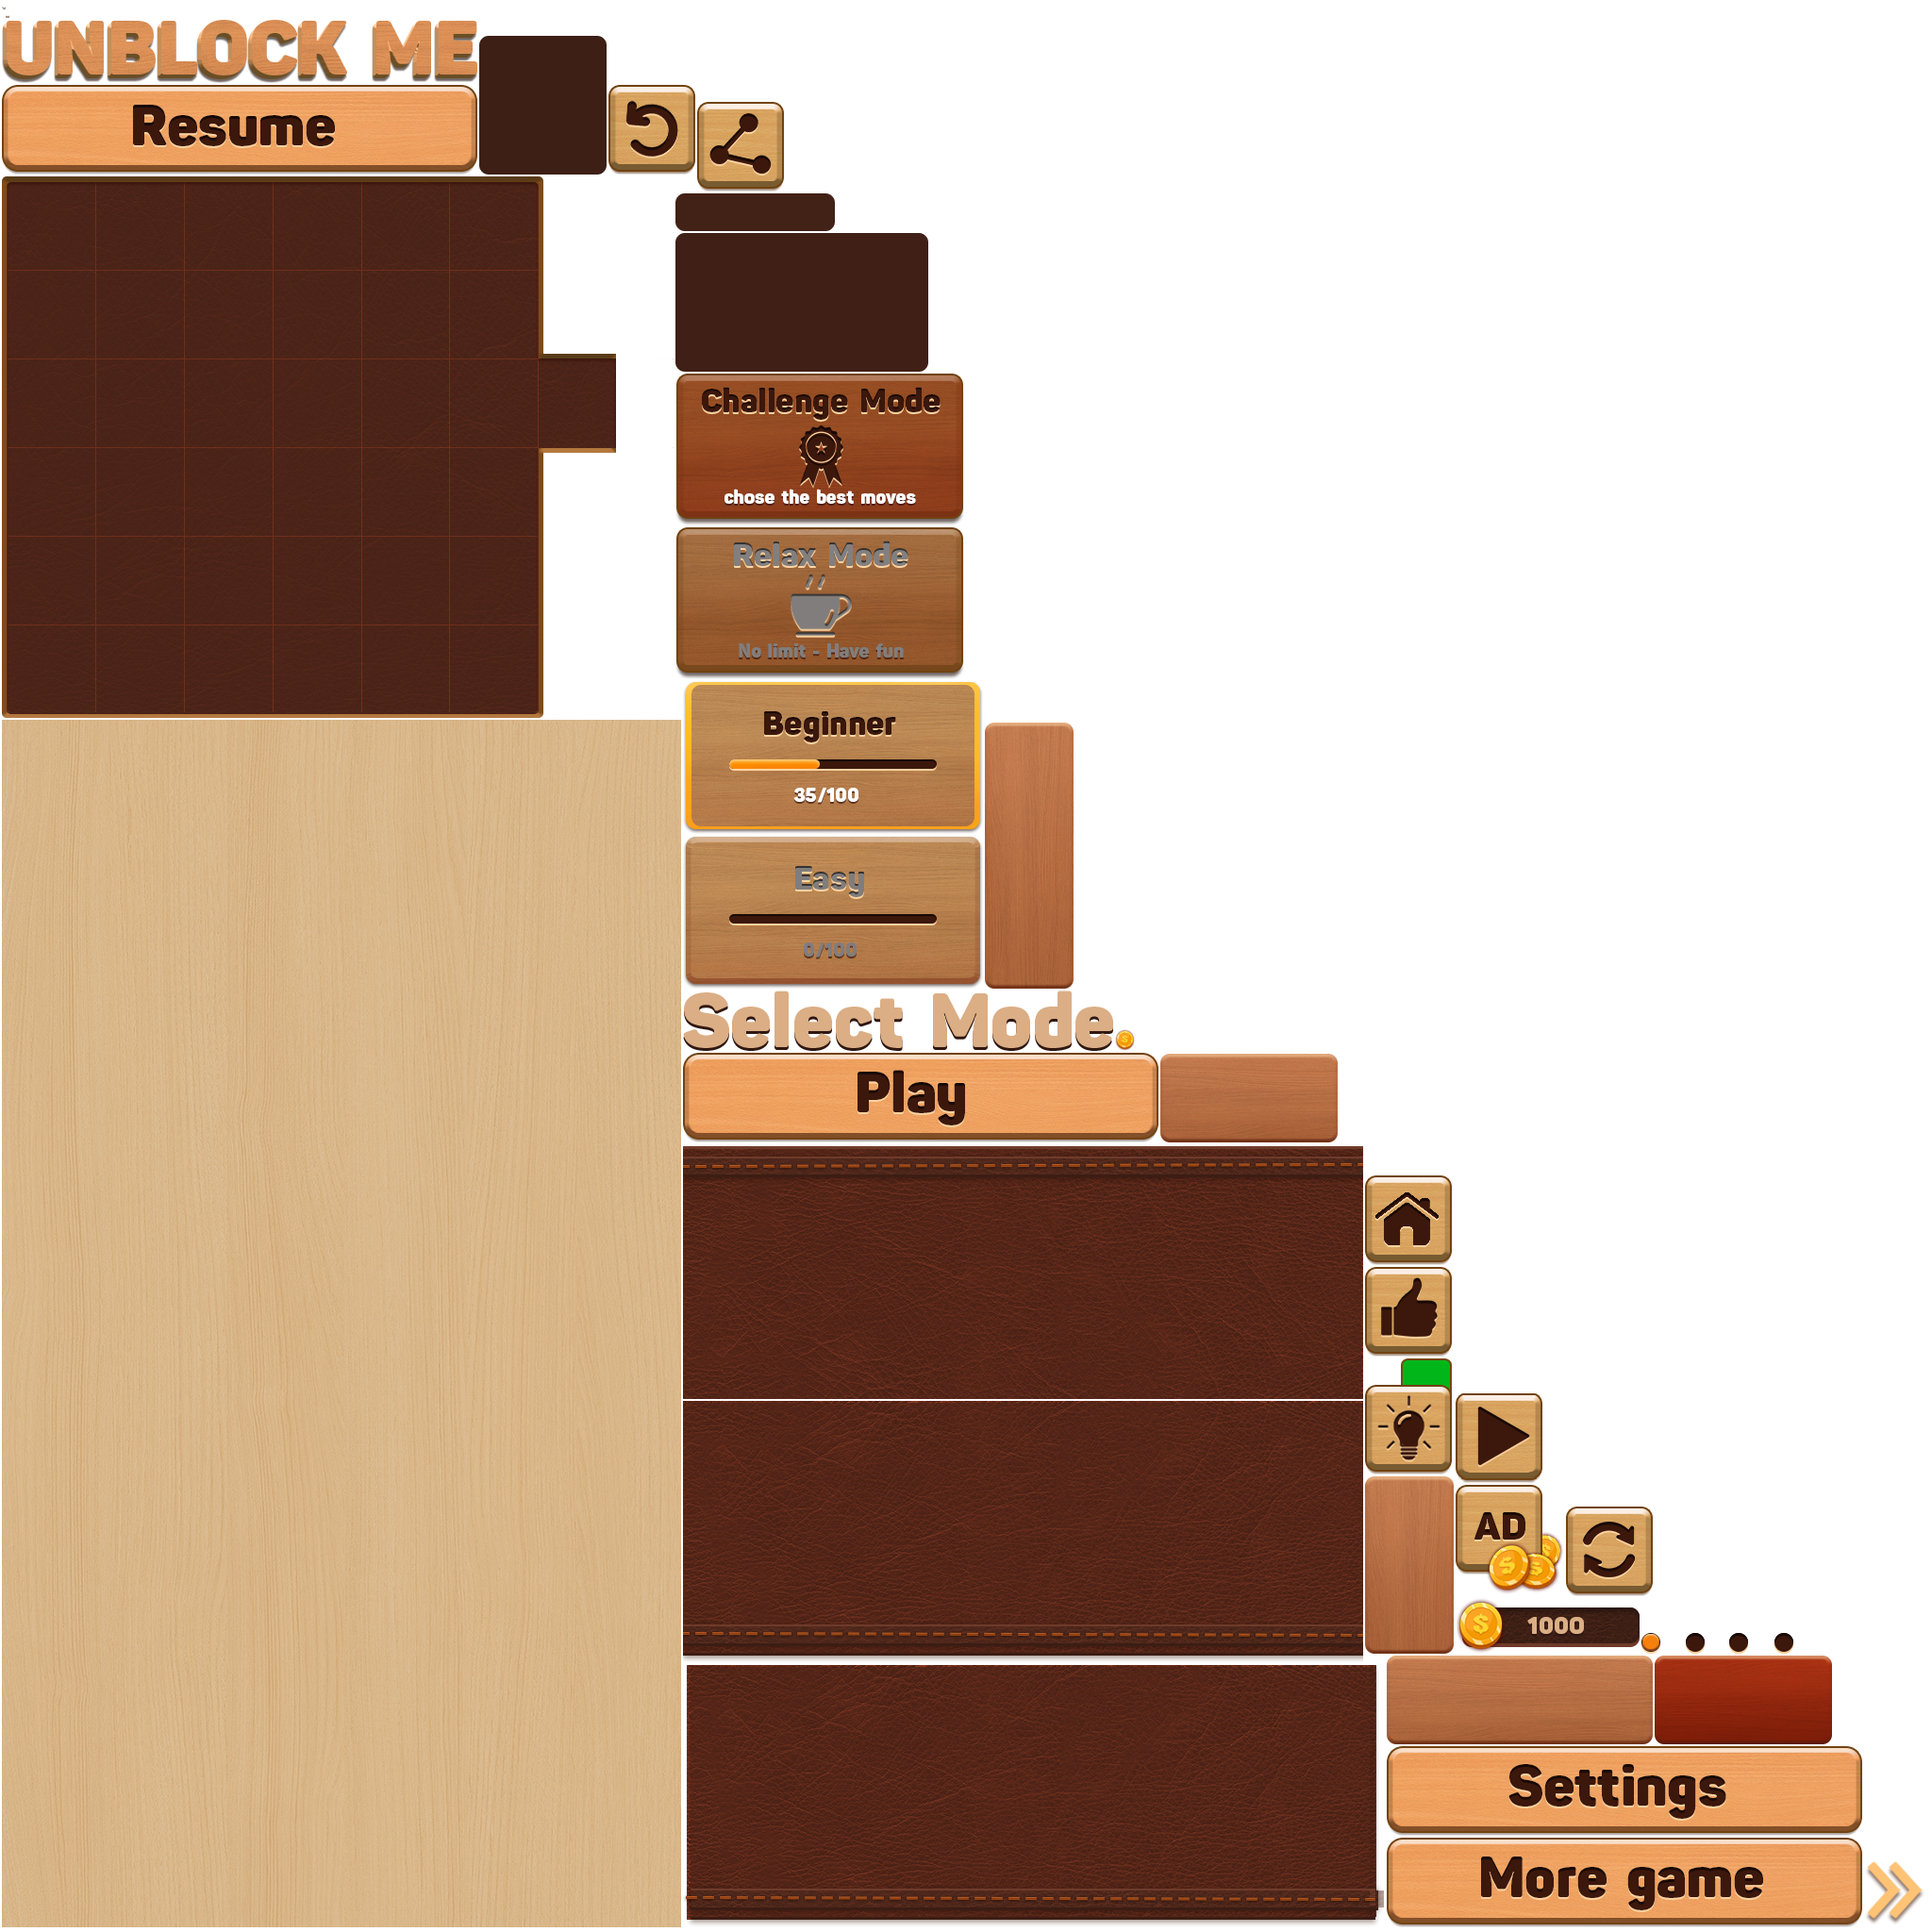 UNBLOCK ME
Resume
Challenge Mode
chose the best moves
Relax Mode
No limit - Have fun
Beginner
35/100
Easy
0/100
Select Mode
Play
AD
1000
Settings
More game